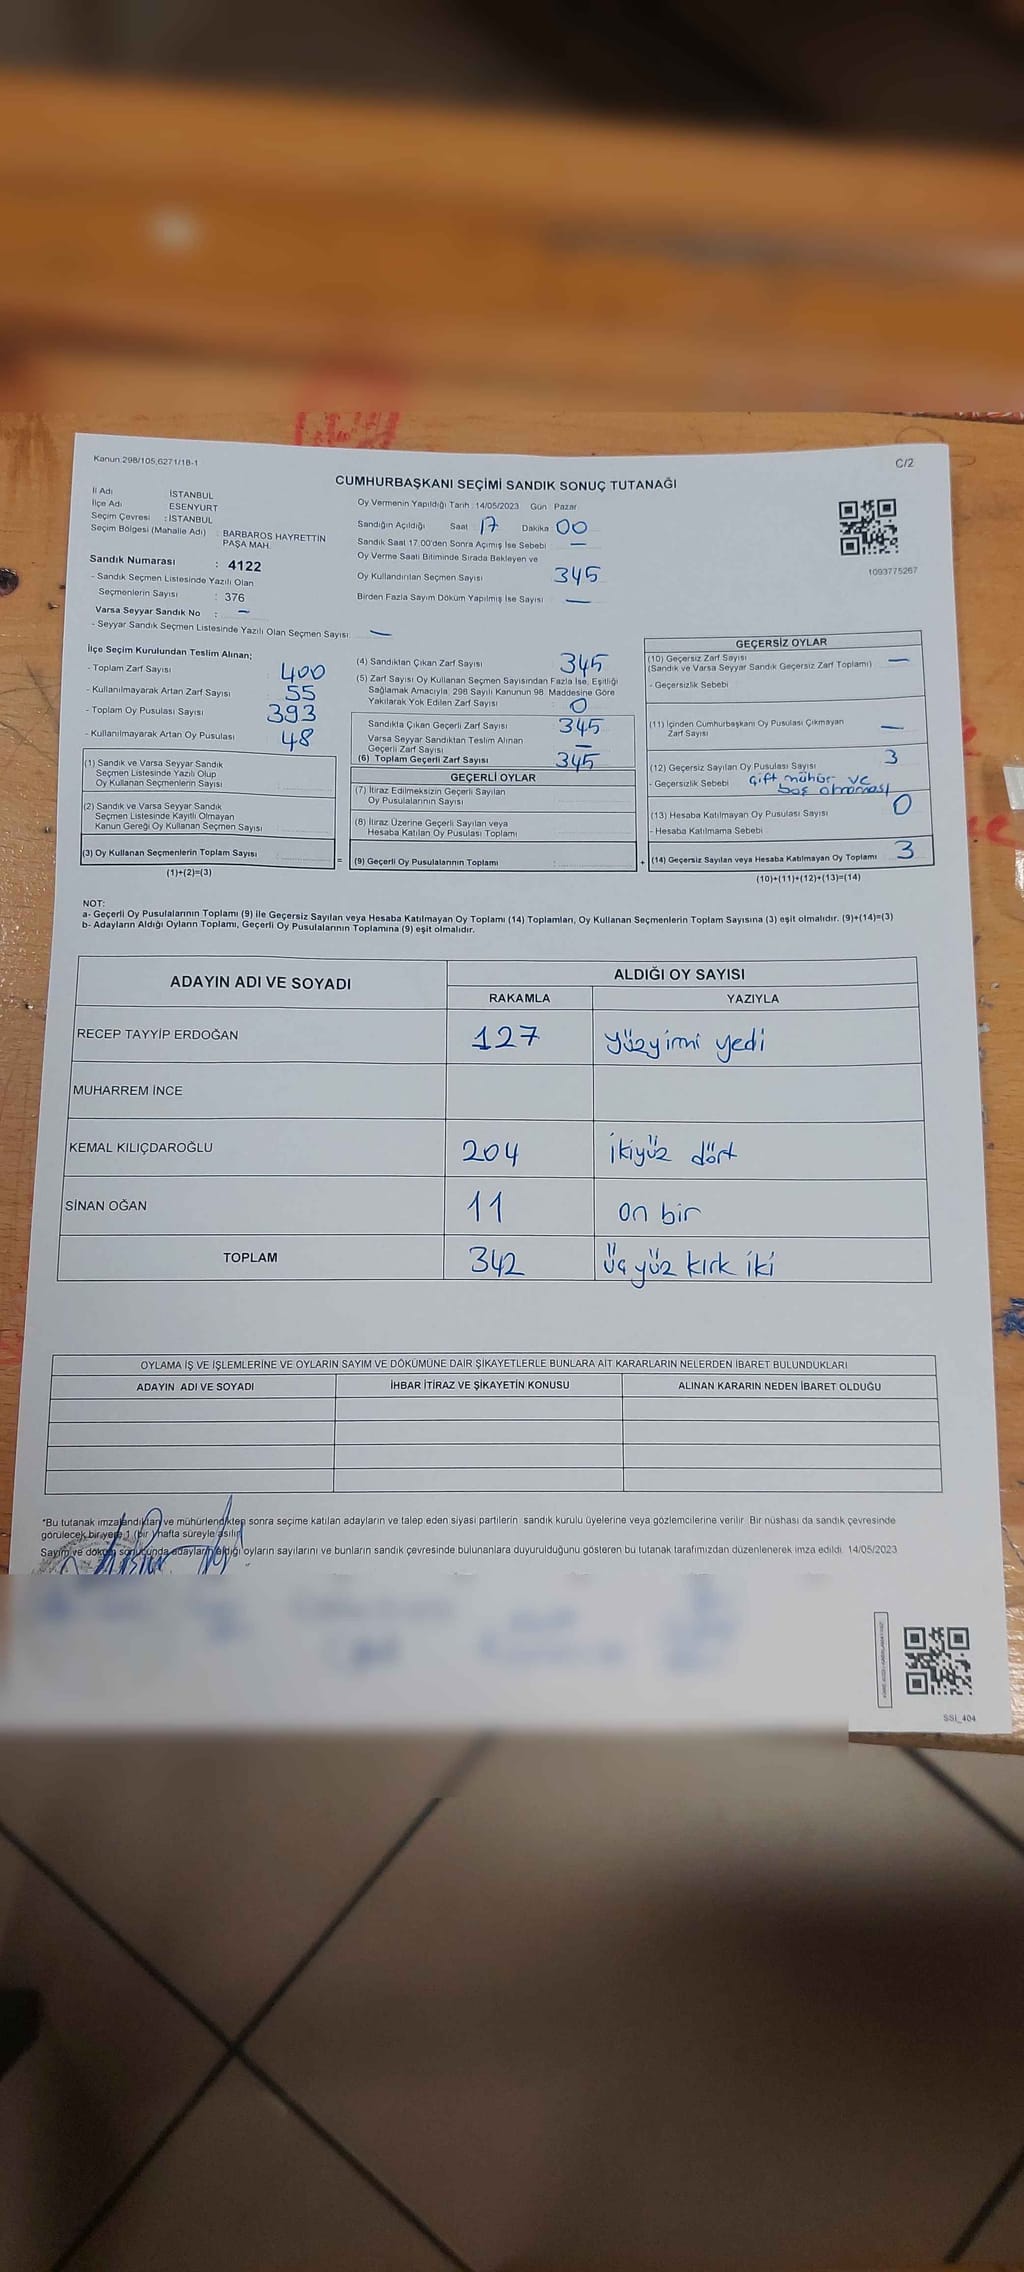 Kanun:298/105,6271/18-1
C/2
CUMHURBAŞKANI SEÇİMİ SANDIK SONUÇ TUTANAĞI
İl Adı : İSTANBUL
İlçe Adı : ESENYURT
Seçim Çevresi : İSTANBUL
Seçim Bölgesi (Mahalle Adı) : BARBAROS HAYRETTİN PAŞA MAH.
Sandık Numarası : 4122
- Sandık Seçmen Listesinde Yazılı Olan
Seçmenlerin Sayısı : 376
Varsa Seyyar Sandık No : —
- Seyyar Sandık Seçmen Listesinde Yazılı Olan Seçmen Sayısı: —
Oy Vermenin Yapıldığı Tarih : 14/05/2023 Gün Pazar
Sandığın Açıldığı Saat 17 Dakika 00
Sandık Saat 17.00'den Sonra Açılmış İse Sebebi —
Oy Verme Saati Bitiminde Sırada Bekleyen ve
Oy Kullandırılan Seçmen Sayısı 345
Birden Fazla Sayım Döküm Yapılmış İse Sayısı —
1093775267
İlçe Seçim Kurulundan Teslim Alınan;
- Toplam Zarf Sayısı 400
- Kullanılmayarak Artan Zarf Sayısı 55
- Toplam Oy Pusulası Sayısı 393
- Kullanılmayarak Artan Oy Pusulası 48
(1) Sandık ve Varsa Seyyar Sandık
Seçmen Listesinde Yazılı Olup
Oy Kullanan Seçmenlerin Sayısı :
(2) Sandık ve Varsa Seyyar Sandık
Seçmen Listesinde Kayıtlı Olmayan
Kanun Gereği Oy Kullanan Seçmen Sayısı :
(3) Oy Kullanan Seçmenlerin Toplam Sayısı :
(1)+(2)=(3)
(4) Sandıktan Çıkan Zarf Sayısı 345
(5) Zarf Sayısı Oy Kullanan Seçmen Sayısından Fazla İse, Eşitliği
Sağlamak Amacıyla, 298 Sayılı Kanunun 98. Maddesine Göre
Yakılarak Yok Edilen Zarf Sayısı : 0
Sandıkta Çıkan Geçerli Zarf Sayısı 345
Varsa Seyyar Sandıktan Teslim Alınan
Geçerli Zarf Sayısı —
(6) Toplam Geçerli Zarf Sayısı 345
GEÇERLİ OYLAR
(7) İtiraz Edilmeksizin Geçerli Sayılan
Oy Pusulalarının Sayısı :
(8) İtiraz Üzerine Geçerli Sayılan veya
Hesaba Katılan Oy Pusulası Toplamı :
= (9) Geçerli Oy Pusulalarının Toplamı :
GEÇERSİZ OYLAR
(10) Geçersiz Zarf Sayısı
(Sandık ve Varsa Seyyar Sandık Geçersiz Zarf Toplamı) —
- Geçersizlik Sebebi
(11) İçinden Cumhurbaşkanı Oy Pusulası Çıkmayan
Zarf Sayısı —
(12) Geçersiz Sayılan Oy Pusulası Sayısı 3
- Geçersizlik Sebebi Çift mühür ve
boş olması
(13) Hesaba Katılmayan Oy Pusulası Sayısı 0
- Hesaba Katılmama Sebebi
+ (14) Geçersiz Sayılan veya Hesaba Katılmayan Oy Toplamı 3
(10)+(11)+(12)+(13)=(14)
NOT:
a- Geçerli Oy Pusulalarının Toplamı (9) ile Geçersiz Sayılan veya Hesaba Katılmayan Oy Toplamı (14) Toplamları, Oy Kullanan Seçmenlerin Toplam Sayısına (3) eşit olmalıdır. (9)+(14)=(3)
b- Adayların Aldığı Oyların Toplamı, Geçerli Oy Pusulalarının Toplamına (9) eşit olmalıdır.
ADAYIN ADI VE SOYADI
ALDIĞI OY SAYISI
RAKAMLA YAZIYLA
RECEP TAYYİP ERDOĞAN 127 yüzyirmi yedi
MUHARREM İNCE
KEMAL KILIÇDAROĞLU 204 ikiyüz dört
SİNAN OĞAN 11 on bir
TOPLAM 342 üç yüz kırk iki
OYLAMA İŞ VE İŞLEMLERİNE VE OYLARIN SAYIM VE DÖKÜMÜNE DAİR ŞİKAYETLERLE BUNLARA AİT KARARLARIN NELERDEN İBARET BULUNDUKLARI
ADAYIN ADI VE SOYADI İHBAR İTİRAZ VE ŞİKAYETİN KONUSU ALINAN KARARIN NEDEN İBARET OLDUĞU
*Bu tutanak imzalandıktan ve mühürlendikten sonra seçime katılan adayların ve talep eden siyasi partilerin sandık kurulu üyelerine veya gözlemcilerine verilir. Bir nüshası da sandık çevresinde
görülecek bir yere 1 (bir) hafta süreyle asılır.
Sayım ve döküm sonucunda adayların aldığı oyların sayılarını ve bunların sandık çevresinde bulunanlara duyurulduğunu gösteren bu tutanak tarafımızdan düzenlenerek imza edildi. 14/05/2023
SSI_404